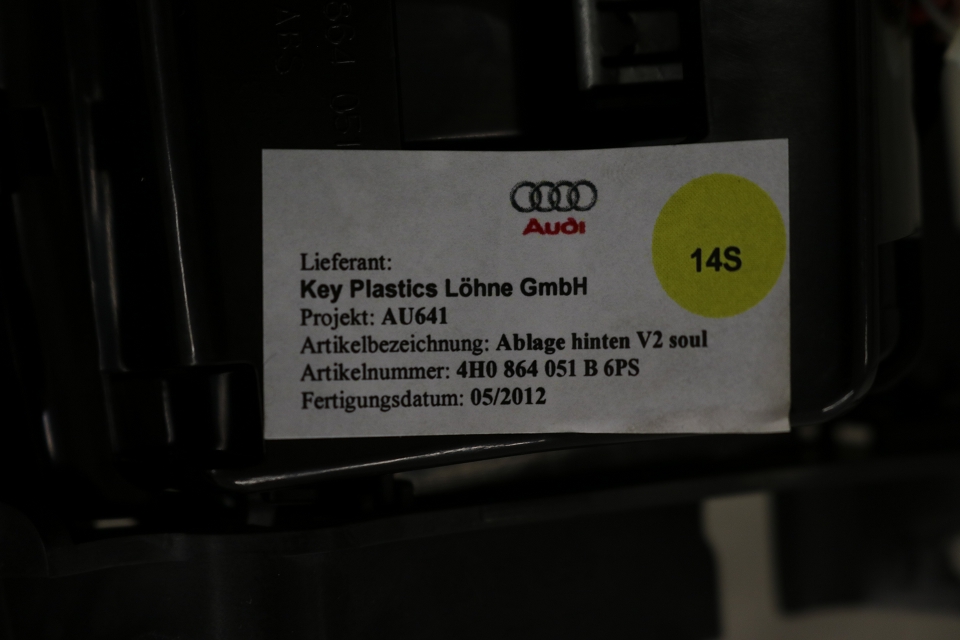 Audi
14S
Lieferant:
Key Plastics Löhne GmbH
Projekt: AU641
Artikelbezeichnung: Ablage hinten V2 soul
Artikelnummer: 4H0 864 051 B 6PS
Fertigungsdatum: 05/2012